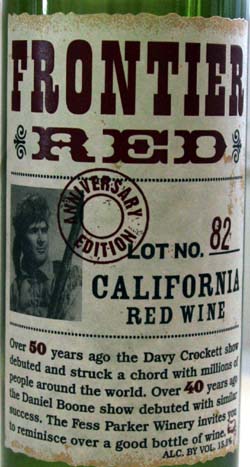 FRONTIER
RED
ANNIVERSARY
EDITION
LOT NO. 82
CALIFORNIA
RED WINE
Over 50 years ago the Davy Crockett show
debuted and struck a chord with millions of
people around the world. Over 40 years ago
the Daniel Boone show debuted with similar
success. The Fess Parker Winery invites you
to reminisce over a good bottle of wine.
ALC. BY VOL.